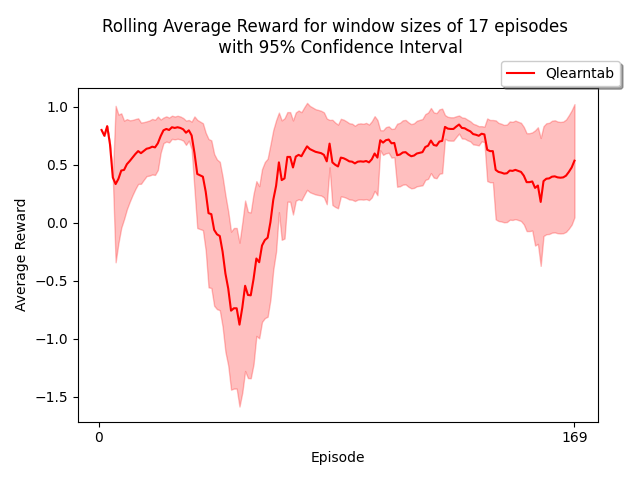 Rolling Average Reward for window sizes of 17 episodes
with 95% Confidence Interval
Qlearntab
1.0
0.5
0.0
−0.5
−1.0
−1.5
Average Reward
0
169
Episode